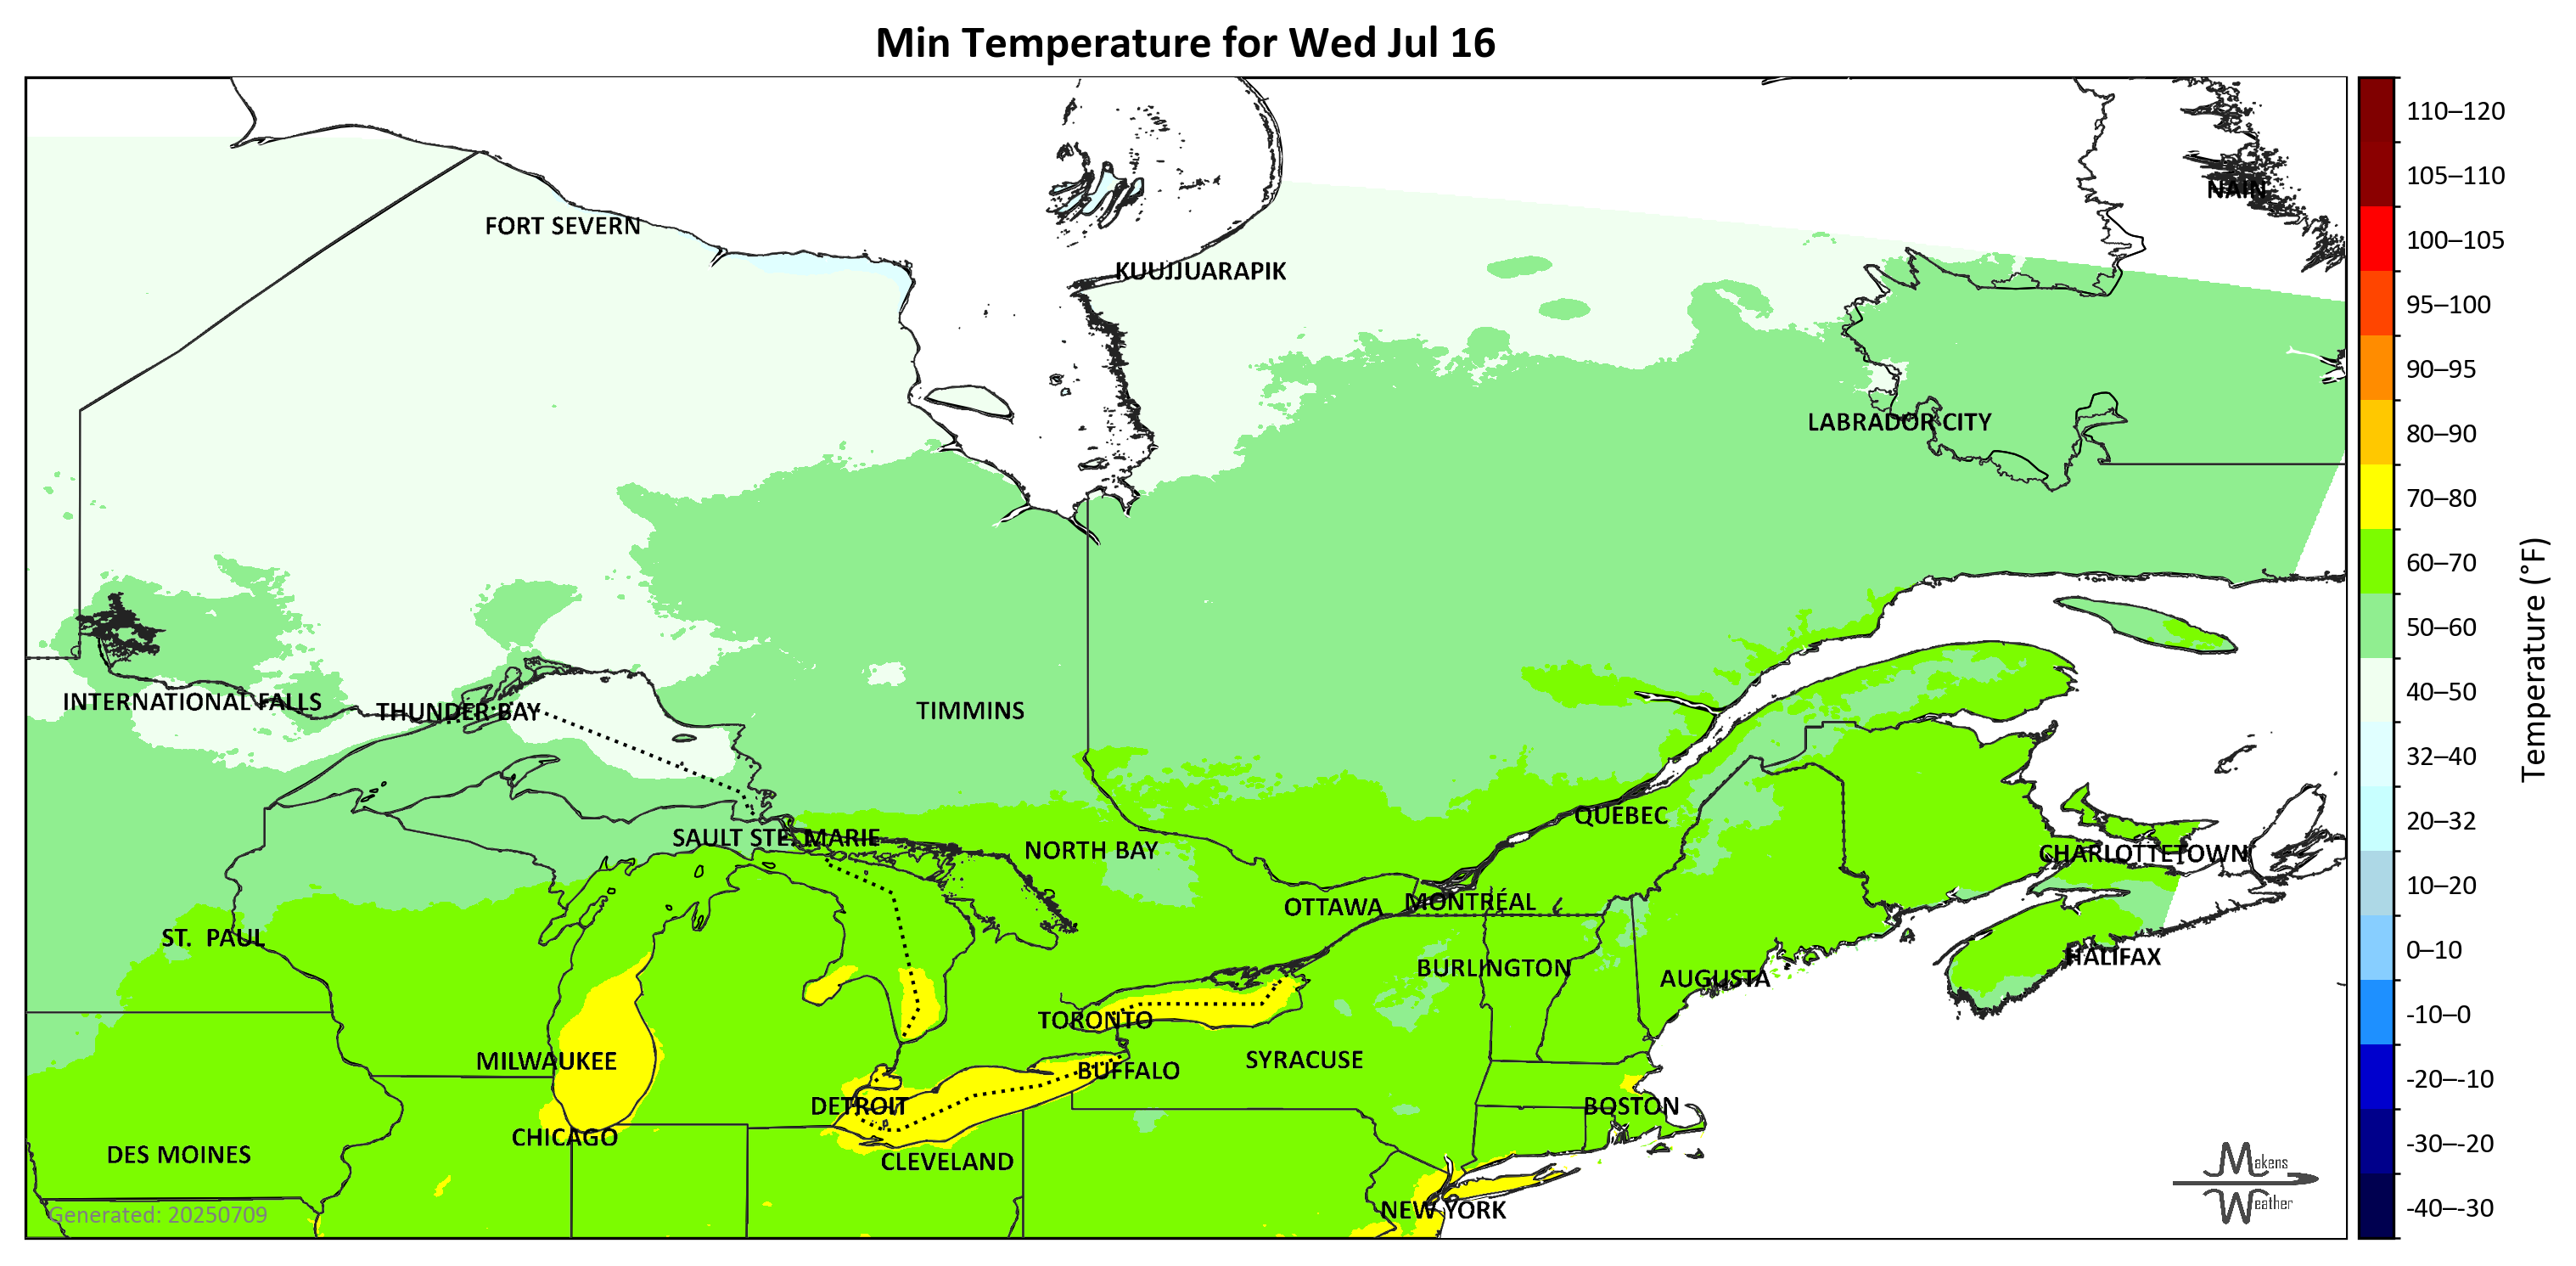 Min Temperature for Wed Jul 16
FORT SEVERN
KUUJJUARAPIK
NAIN
LABRADOR CITY
INTERNATIONAL FALLS
THUNDER BAY
TIMMINS
SAULT STE. MARIE
NORTH BAY
QUÉBEC
CHARLOTTETOWN
OTTAWA
MONTRÉAL
ST. PAUL
HALIFAX
BURLINGTON
AUGUSTA
TORONTO
MILWAUKEE
BUFFALO
SYRACUSE
DETROIT
BOSTON
CHICAGO
CLEVELAND
DES MOINES
NEW YORK
Generated: 20250709
Makens
Weather
110–120
105–110
100–105
95–100
90–95
80–90
70–80
60–70
50–60
40–50
32–40
20–32
10–20
0–10
-10–0
-20–-10
-30–-20
-40–-30
Temperature (°F)